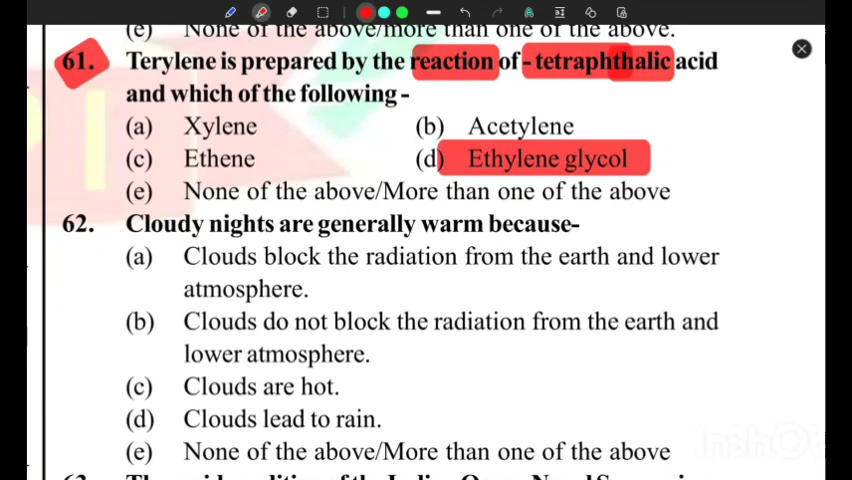 (e) None of the above/more than one of the above.
61. Terylene is prepared by the reaction of - tetraphthalic acid
and which of the following -
(a) Xylene (b) Acetylene
(c) Ethene (d) Ethylene glycol
(e) None of the above/More than one of the above
62. Cloudy nights are generally warm because-
(a) Clouds block the radiation from the earth and lower
atmosphere.
(b) Clouds do not block the radiation from the earth and
lower atmosphere.
(c) Clouds are hot.
(d) Clouds lead to rain.
(e) None of the above/More than one of the above